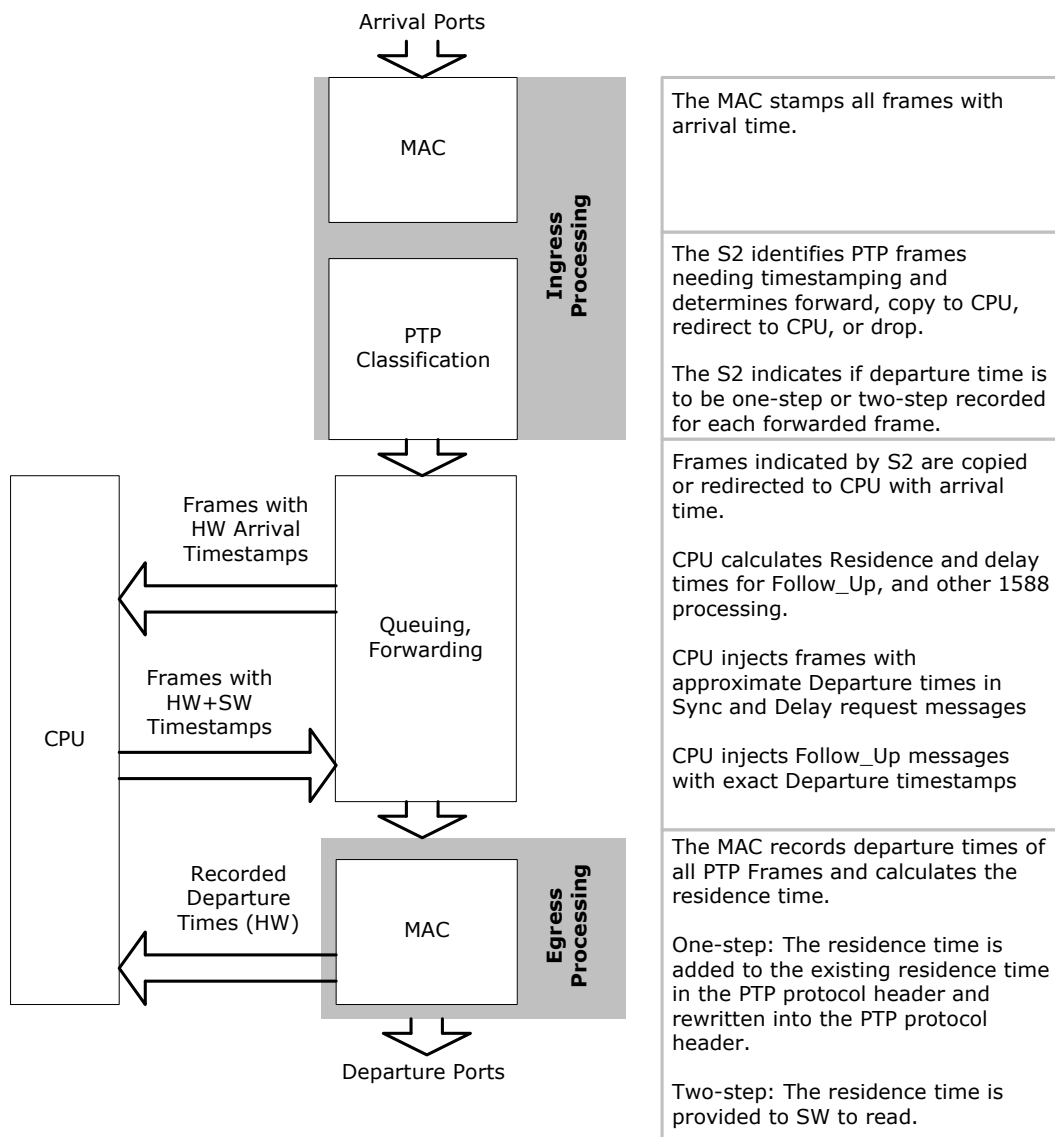 Arrival Ports
MAC
Ingress
Processing
The MAC stamps all frames with
arrival time.
PTP
Classification
The S2 identifies PTP frames
needing timestamping and
determines forward, copy to CPU,
redirect to CPU, or drop.
The S2 indicates if departure time is
to be one-step or two-step recorded
for each forwarded frame.
CPU
Frames with
HW Arrival
Timestamps
Frames with
HW+SW
Timestamps
Queuing,
Forwarding
Frames indicated by S2 are copied
or redirected to CPU with arrival
time.
CPU calculates Residence and delay
times for Follow_Up, and other 1588
processing.
CPU injects frames with
approximate Departure times in
Sync and Delay request messages
CPU injects Follow_Up messages
with exact Departure timestamps
Recorded
Departure
Times (HW)
MAC
Egress
Processing
The MAC records departure times of
all PTP Frames and calculates the
residence time.
One-step: The residence time is
added to the existing residence time
in the PTP protocol header and
rewritten into the PTP protocol
header.
Two-step: The residence time is
provided to SW to read.
Departure Ports